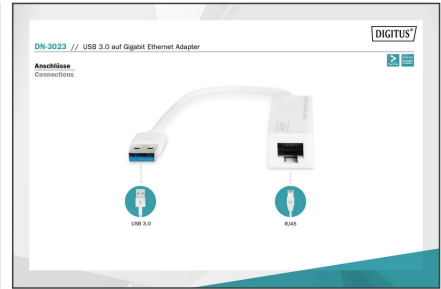 DIGITUS®
DN-3023 // USB 3.0 auf Gigabit Ethernet Adapter
Anschlüsse
Connections
USB 3.0
RJ45